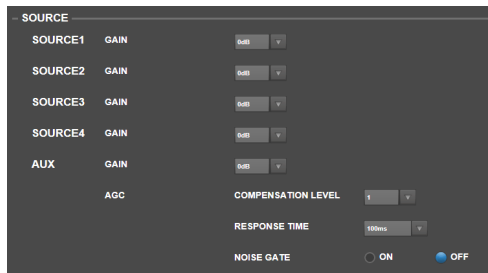 SOURCE
SOURCE1 GAIN 0dB
SOURCE2 GAIN 0dB
SOURCE3 GAIN 0dB
SOURCE4 GAIN 0dB
AUX GAIN 0dB
AGC COMPENSATION LEVEL 1
RESPONSE TIME 100ms
NOISE GATE ON OFF